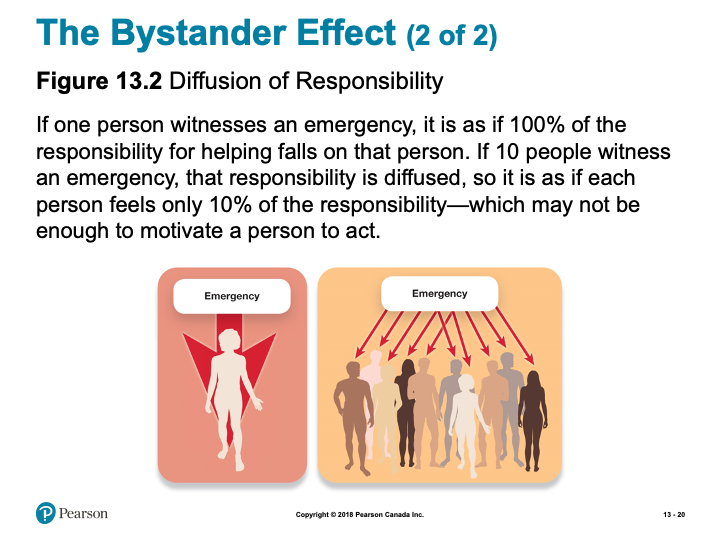 The Bystander Effect (2 of 2)
Figure 13.2 Diffusion of Responsibility
If one person witnesses an emergency, it is as if 100% of the
responsibility for helping falls on that person. If 10 people witness
an emergency, that responsibility is diffused, so it is as if each
person feels only 10% of the responsibility—which may not be
enough to motivate a person to act.
Emergency
Emergency
P Pearson
Copyright © 2018 Pearson Canada Inc.
13 - 20